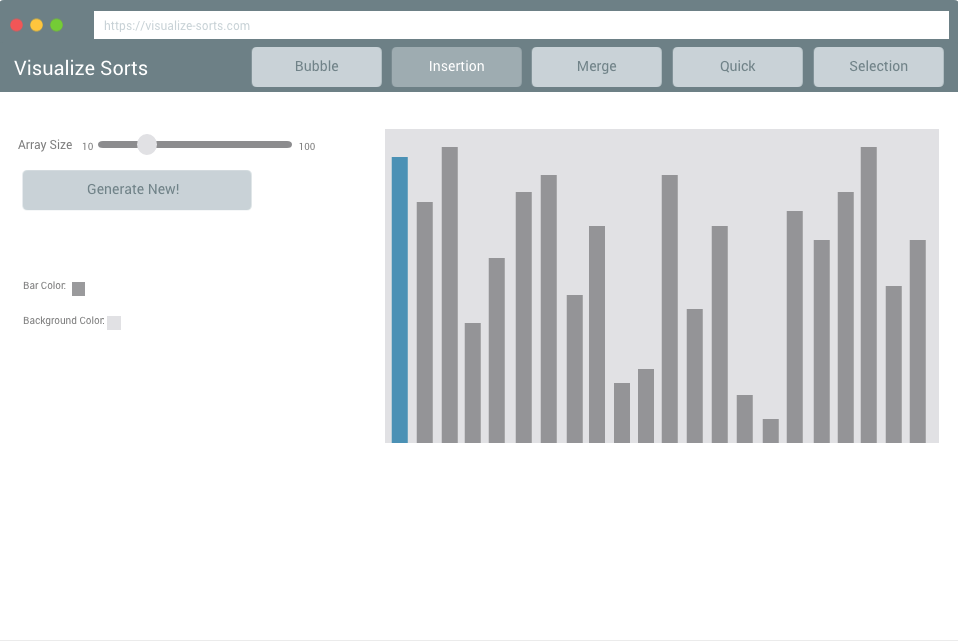 https://visualize-sorts.com
Visualize Sorts
Bubble
Insertion
Merge
Quick
Selection
Array Size
10
100
Generate New!
Bar Color:
Background Color: